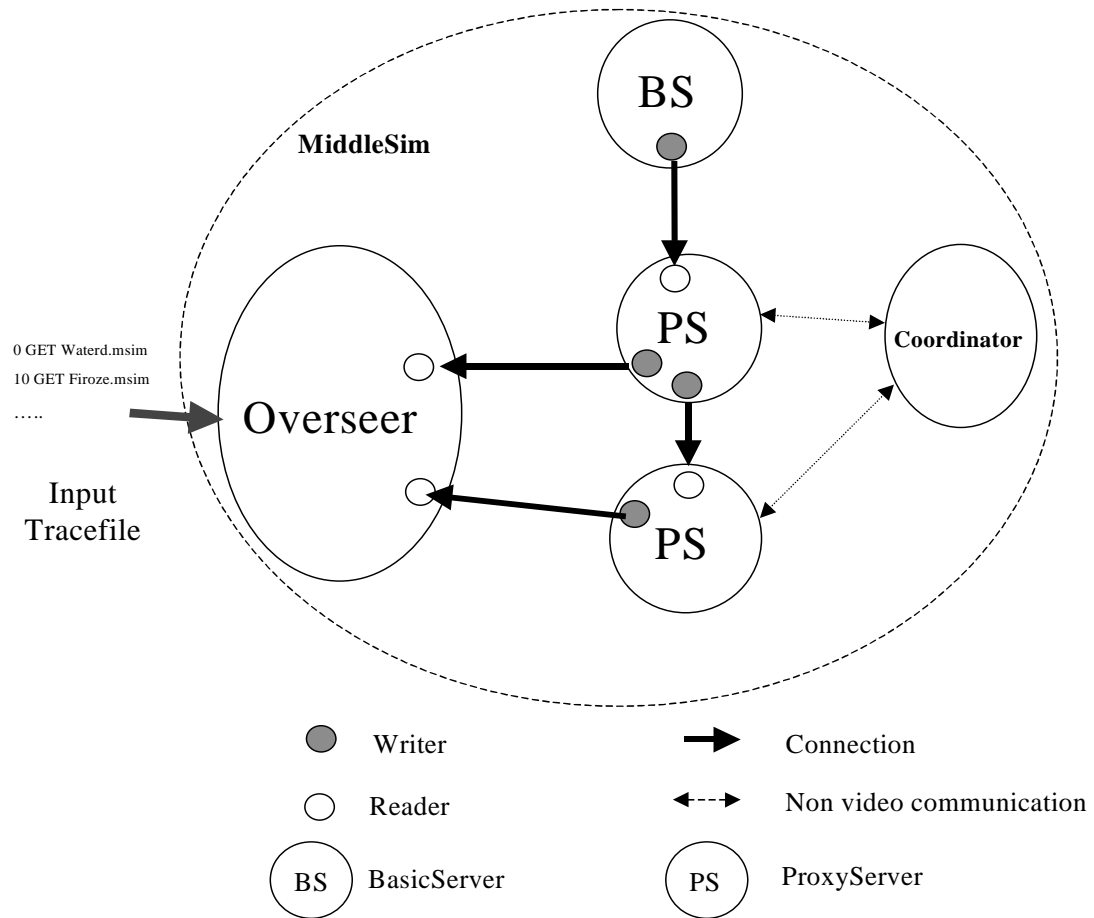 BS
MiddleSim
PS
Coordinator
0 GET Waterd.msim
10 GET Firoze.msim
…..
Overseer
Input
Tracefile
PS
Writer
Connection
Reader
Non video communication
BS
BasicServer
PS
ProxyServer